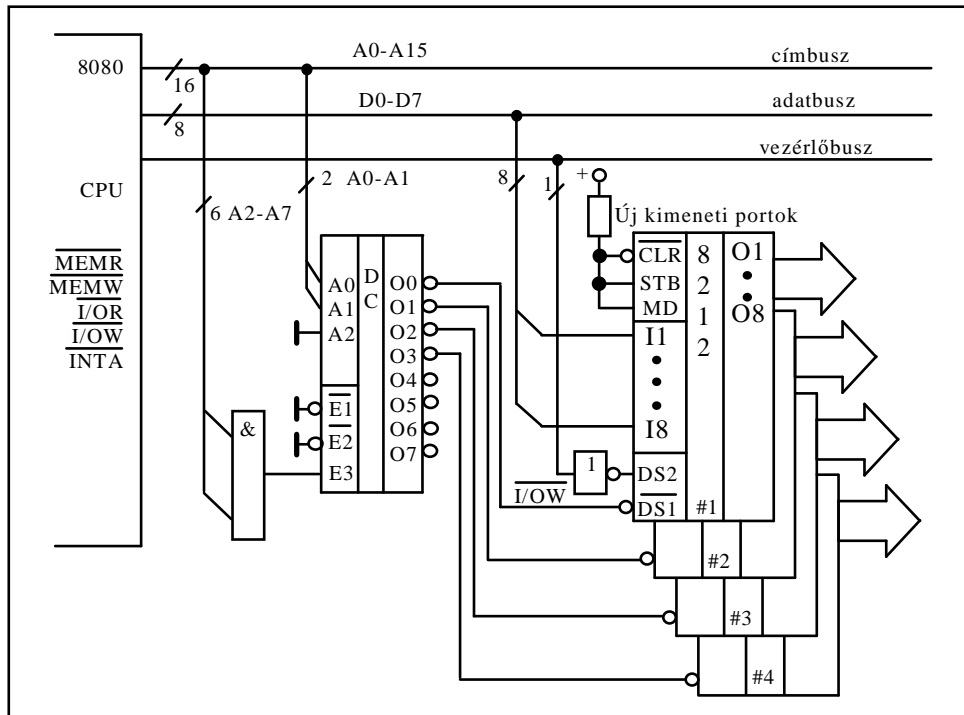 8080
CPU
MEMR
MEMW
I/OR
I/OW
INTA
A0-A15
címbusz
16
D0-D7
adatbusz
8
vezérlőbusz
2 A0-A1
6 A2-A7
8
1
+
Új kimeneti portok
A0
A1
A2
E1
E2
E3
D
C
O0
O1
O2
O3
O4
O5
O6
O7
&
1
I/OW
CLR
STB
MD
I1
I8
DS2
DS1
8
2
1
2
#1
O1
O8
#2
#3
#4